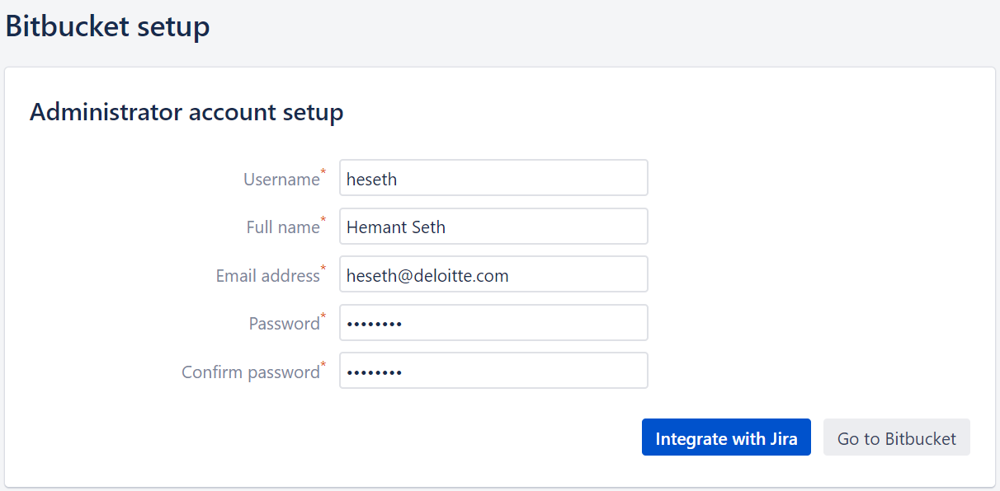 Bitbucket setup
Administrator account setup
Username* heseth
Full name* Hemant Seth
Email address* heseth@deloitte.com
Password* ••••••••
Confirm password* ••••••••
Integrate with Jira Go to Bitbucket